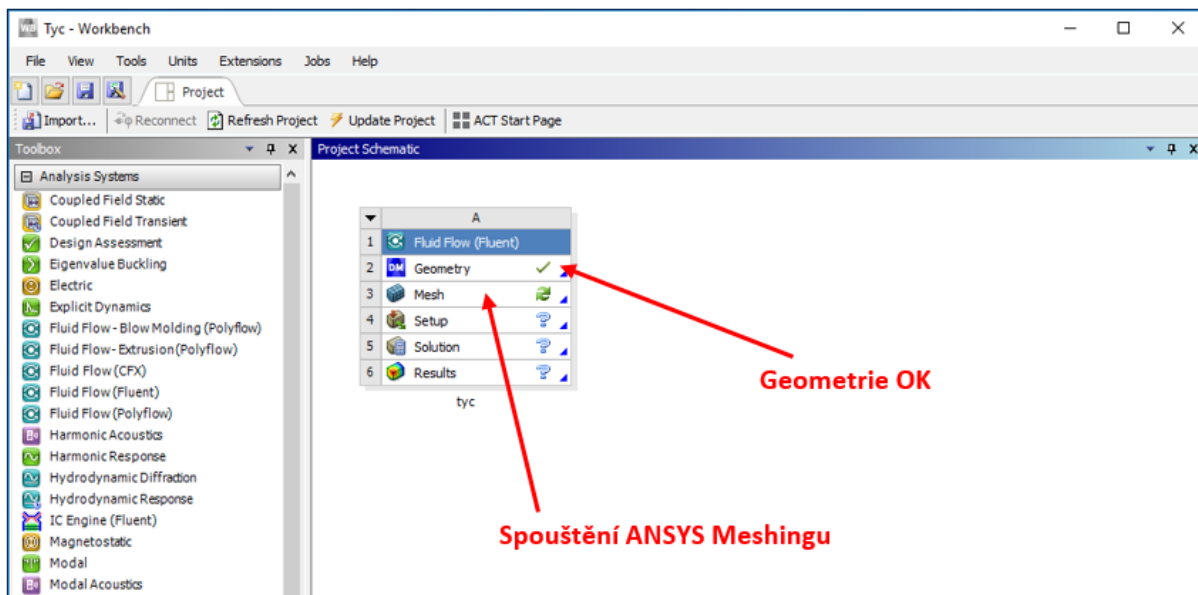 Tyc - Workbench
File View Tools Units Extensions Jobs Help
Project
Import... Reconnect Refresh Project Update Project ACT Start Page
Toolbox
Project Schematic
Analysis Systems
Coupled Field Static
Coupled Field Transient
Design Assessment
Eigenvalue Buckling
Electric
Explicit Dynamics
Fluid Flow - Blow Molding (Polyflow)
Fluid Flow - Extrusion (Polyflow)
Fluid Flow (CFX)
Fluid Flow (Fluent)
Fluid Flow (Polyflow)
Harmonic Acoustics
Harmonic Response
Hydrodynamic Diffraction
Hydrodynamic Response
IC Engine (Fluent)
Magnetostatic
Modal
Modal Acoustics
A
1 Fluid Flow (Fluent)
2 DM Geometry
3 Mesh
4 Setup
5 Solution
6 Results
tyc
Geometrie OK
Spouštění ANSYS Meshingu